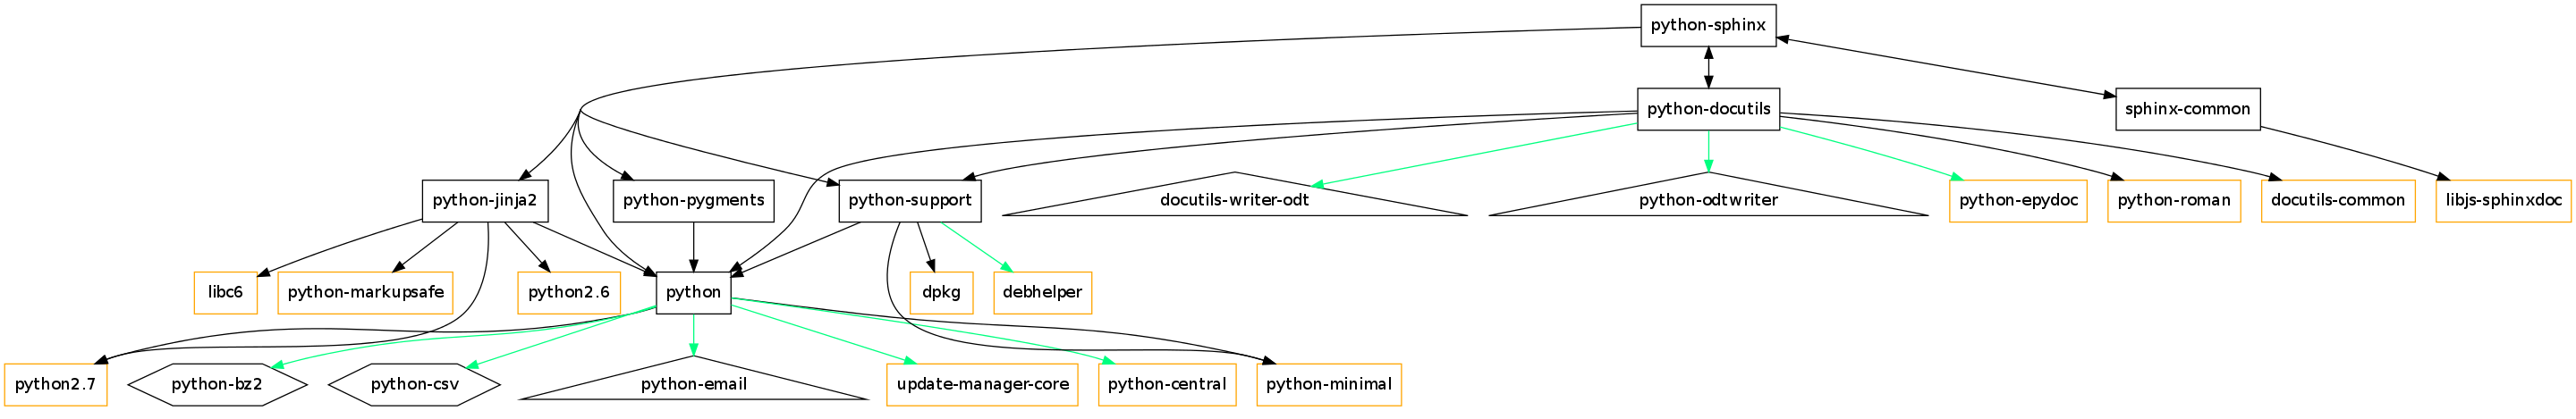 python-sphinx
python-docutils
sphinx-common
python-jinja2
python-pygments
python-support
docutils-writer-odt
python-odtwriter
python-epydoc
python-roman
docutils-common
libjs-sphinxdoc
libc6
python-markupsafe
python2.6
python
dpkg
debhelper
python2.7
python-bz2
python-csv
python-email
update-manager-core
python-central
python-minimal